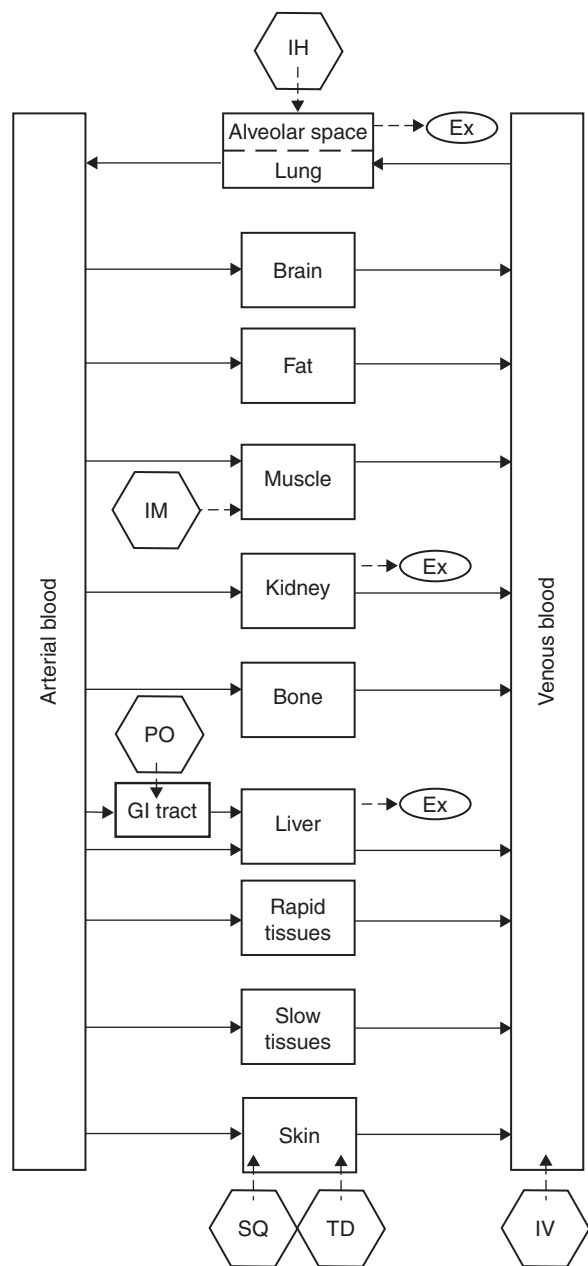 IH
Alveolar space
Ex
Lung
Brain
Fat
Muscle
IM
Ex
Kidney
Arterial blood
Venous blood
Bone
PO
GI tract
Liver
Ex
Rapid
tissues
Slow
tissues
Skin
SQ
TD
IV